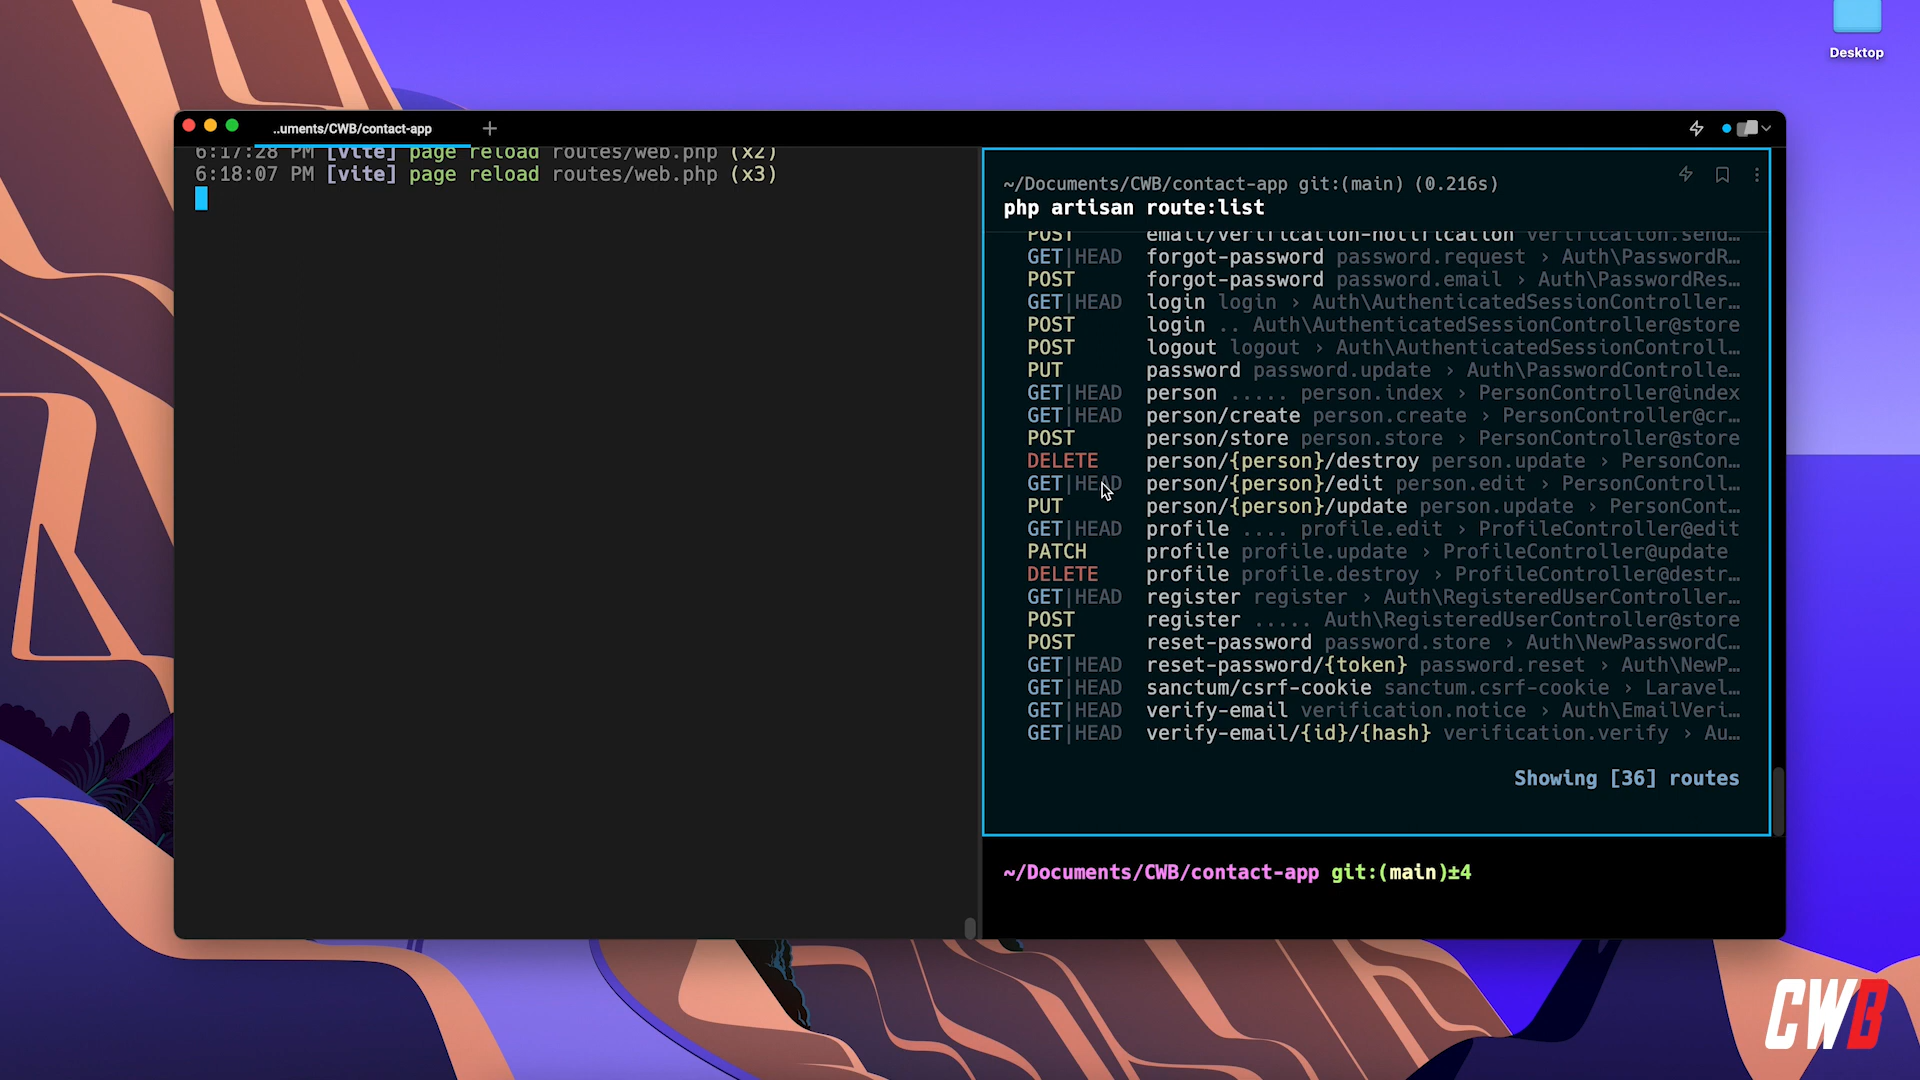 Desktop
..uments/CWB/contact-app
6:17:28 PM [vite] page reload routes/web.php (x2)
6:18:07 PM [vite] page reload routes/web.php (x3)
~/Documents/CWB/contact-app git:(main) (0.216s)
php artisan route:list
POST email/verification-notification verification.send…
GET|HEAD forgot-password password.request › Auth\PasswordR…
POST forgot-password password.email › Auth\PasswordRes…
GET|HEAD login login › Auth\AuthenticatedSessionController…
POST login .. Auth\AuthenticatedSessionController@store
POST logout logout › Auth\AuthenticatedSessionControll…
PUT password password.update › Auth\PasswordControlle…
GET|HEAD person ..... person.index › PersonController@index
GET|HEAD person/create person.create › PersonController@cr…
POST person/store person.store › PersonController@store
DELETE person/{person}/destroy person.update › PersonCon…
GET|HEAD person/{person}/edit person.edit › PersonControll…
PUT person/{person}/update person.update › PersonCont…
GET|HEAD profile .... profile.edit › ProfileController@edit
PATCH profile profile.update › ProfileController@update
DELETE profile profile.destroy › ProfileController@destr…
GET|HEAD register register › Auth\RegisteredUserController…
POST register ..... Auth\RegisteredUserController@store
POST reset-password password.store › Auth\NewPasswordC…
GET|HEAD reset-password/{token} password.reset › Auth\NewP…
GET|HEAD sanctum/csrf-cookie sanctum.csrf-cookie › Laravel…
GET|HEAD verify-email verification.notice › Auth\EmailVeri…
GET|HEAD verify-email/{id}/{hash} verification.verify › Au…
Showing [36] routes
~/Documents/CWB/contact-app git:(main)±4
CWB